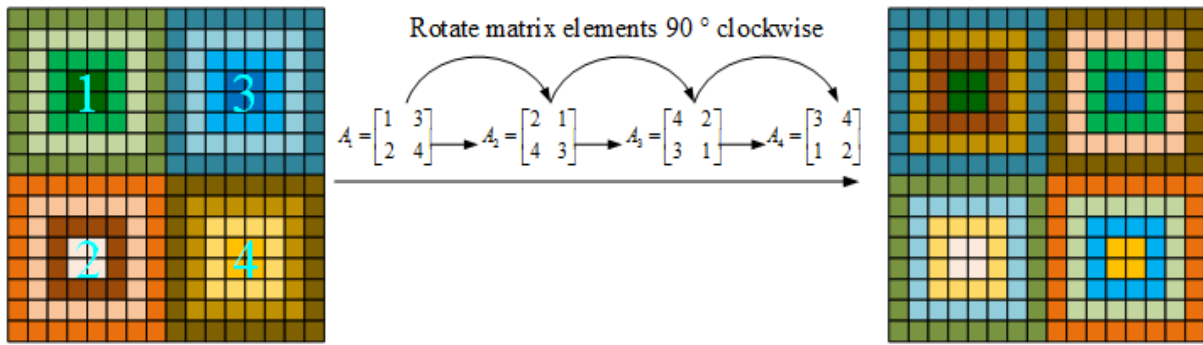 Rotate matrix elements 90 ° clockwise
1 3
A₁ = [1 3; 2 4] A₂ = [2 1; 4 3] A₃ = [4 2; 3 1] A₄ = [3 4; 1 2]
2 4